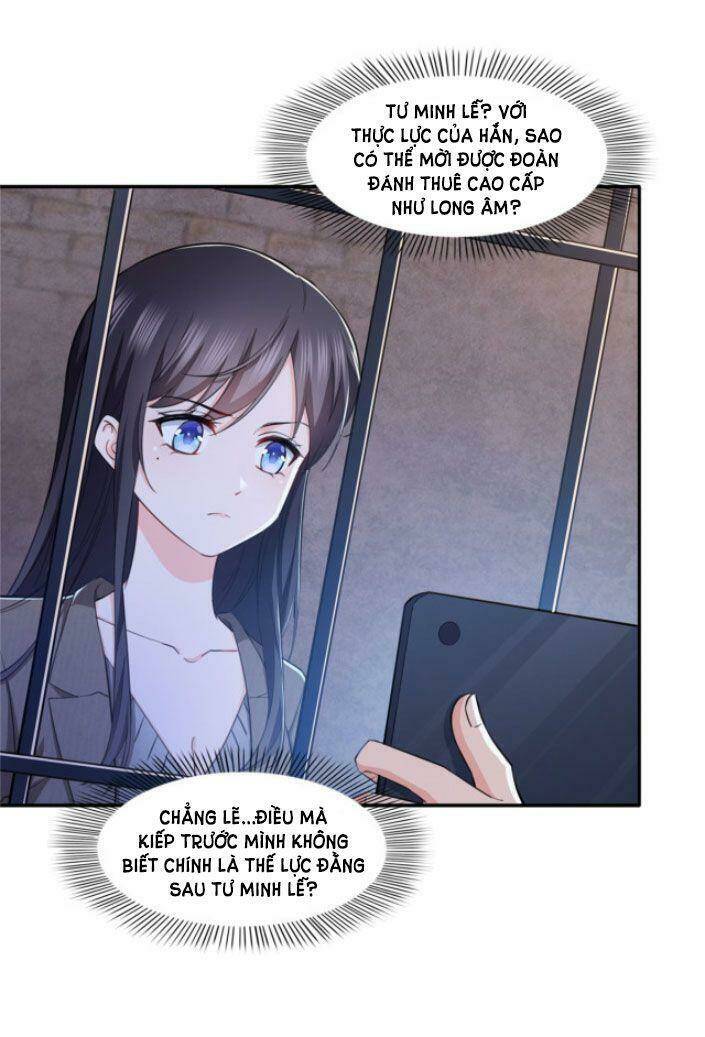 TƯ MINH LỄ? VỚI
THỰC LỰC CỦA HẮN, SAO
CÓ THỂ MỜI ĐƯỢC ĐOÀN
ĐÁNH THUÊ CAO CẤP
NHƯ LONG ÂM?
CHẲNG LẼ...ĐIỀU MÀ
KIẾP TRƯỚC MÌNH KHÔNG
BIẾT CHÍNH LÀ THẾ LỰC ĐẰNG
SAU TƯ MINH LỄ?